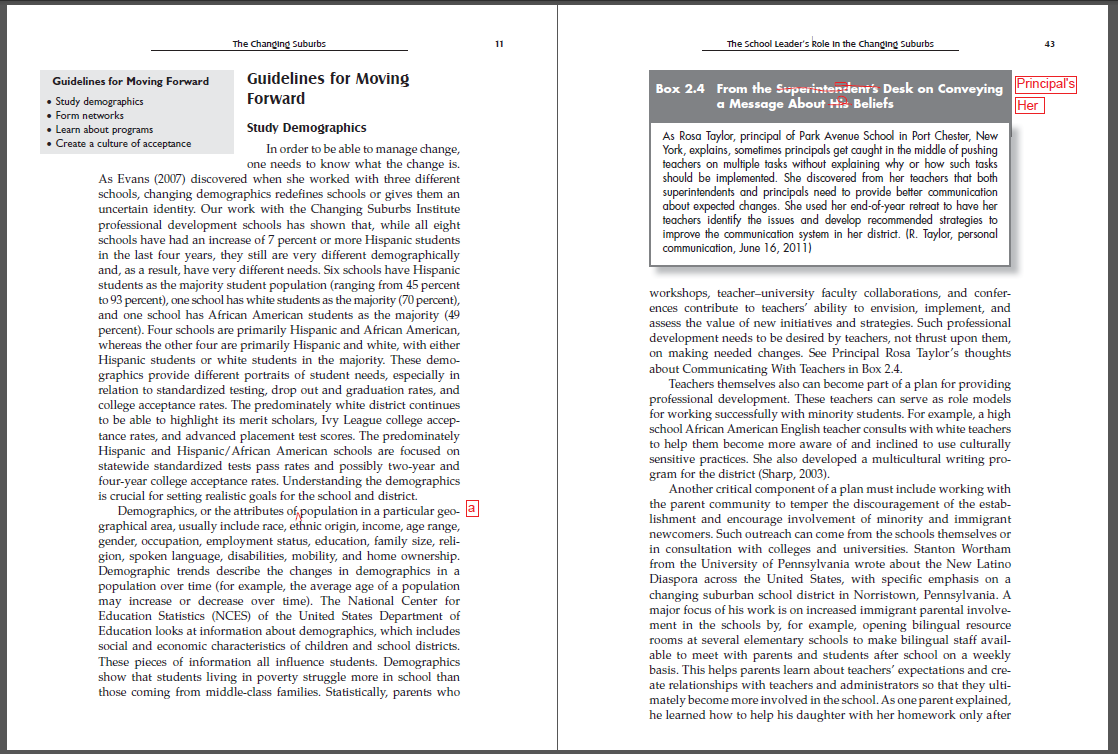 The Changing Suburbs 11
Guidelines for Moving Forward
• Study demographics
• Form networks
• Learn about programs
• Create a culture of acceptance
Guidelines for Moving
Forward
Study Demographics
In order to be able to manage change,
one needs to know what the change is.
As Evans (2007) discovered when she worked with three different
schools, changing demographics redefines schools or gives them an
uncertain identity. Our work with the Changing Suburbs Institute
professional development schools has shown that, while all eight
schools have had an increase of 7 percent or more Hispanic students
in the last four years, they still are very different demographically
and, as a result, have very different needs. Six schools have Hispanic
students as the majority student population (ranging from 45 percent
to 93 percent), one school has white students as the majority (70 percent),
and one school has African American students as the majority (49
percent). Four schools are primarily Hispanic and African American,
whereas the other four are primarily Hispanic and white, with either
Hispanic students or white students in the majority. These demo-
graphics provide different portraits of student needs, especially in
relation to standardized testing, drop out and graduation rates, and
college acceptance rates. The predominately white district continues
to be able to highlight its merit scholars, Ivy League college accep-
tance rates, and advanced placement test scores. The predominately
Hispanic and Hispanic/African American schools are focused on
statewide standardized tests pass rates and possibly two-year and
four-year college acceptance rates. Understanding the demographics
is crucial for setting realistic goals for the school and district.
Demographics, or the attributes of population in a particular geo-
a
graphical area, usually include race, ethnic origin, income, age range,
gender, occupation, employment status, education, family size, reli-
gion, spoken language, disabilities, mobility, and home ownership.
Demographic trends describe the changes in demographics in a
population over time (for example, the average age of a population
may increase or decrease over time). The National Center for
Education Statistics (NCES) of the United States Department of
Education looks at information about demographics, which includes
social and economic characteristics of children and school districts.
These pieces of information all influence students. Demographics
show that students living in poverty struggle more in school than
those coming from middle-class families. Statistically, parents who
The School Leader's Role in the Changing Suburbs 43
Box 2.4 From the Superintendent's Desk on Conveying
a Message About His Beliefs
Principal's
Her
As Rosa Taylor, principal of Park Avenue School in Port Chester, New
York, explains, sometimes principals get caught in the middle of pushing
teachers on multiple tasks without explaining why or how such tasks
should be implemented. She discovered from her teachers that both
superintendents and principals need to provide better communication
about expected changes. She used her end-of-year retreat to have her
teachers identify the issues and develop recommended strategies to
improve the communication system in her district. (R. Taylor, personal
communication, June 16, 2011)
workshops, teacher–university faculty collaborations, and confer-
ences contribute to teachers' ability to envision, implement, and
assess the value of new initiatives and strategies. Such professional
development needs to be desired by teachers, not thrust upon them,
on making needed changes. See Principal Rosa Taylor's thoughts
about Communicating With Teachers in Box 2.4.
Teachers themselves also can become part of a plan for providing
professional development. These teachers can serve as role models
for working successfully with minority students. For example, a high
school African American English teacher consults with white teachers
to help them become more aware of and inclined to use culturally
sensitive practices. She also developed a multicultural writing pro-
gram for the district (Sharp, 2003).
Another critical component of a plan must include working with
the parent community to temper the discouragement of the estab-
lishment and encourage involvement of minority and immigrant
newcomers. Such outreach can come from the schools themselves or
in consultation with colleges and universities. Stanton Wortham
from the University of Pennsylvania wrote about the New Latino
Diaspora across the United States, with specific emphasis on a
changing suburban school district in Norristown, Pennsylvania. A
major focus of his work is on increased immigrant parental involve-
ment in the schools by, for example, opening bilingual resource
rooms at several elementary schools to make bilingual staff avail-
able to meet with parents and students after school on a weekly
basis. This helps parents learn about teachers' expectations and cre-
ate relationships with teachers and administrators so that they ulti-
mately become more involved in the school. As one parent explained,
he learned how to help his daughter with her homework only after